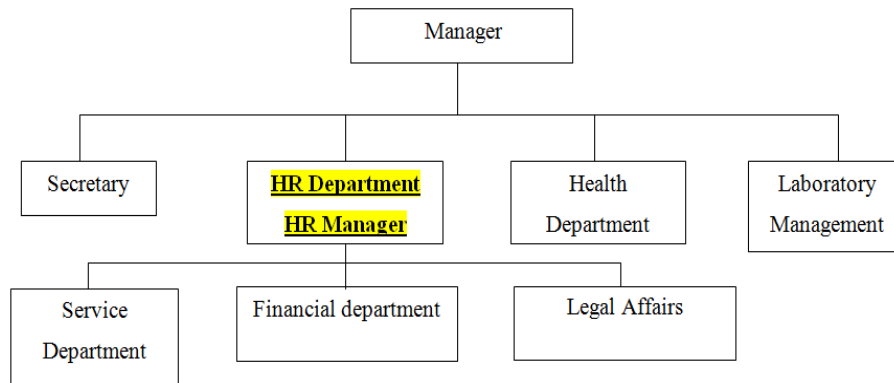 Manager
Secretary
HR Department
HR Manager
Health
Department
Laboratory
Management
Service
Department
Financial department
Legal Affairs